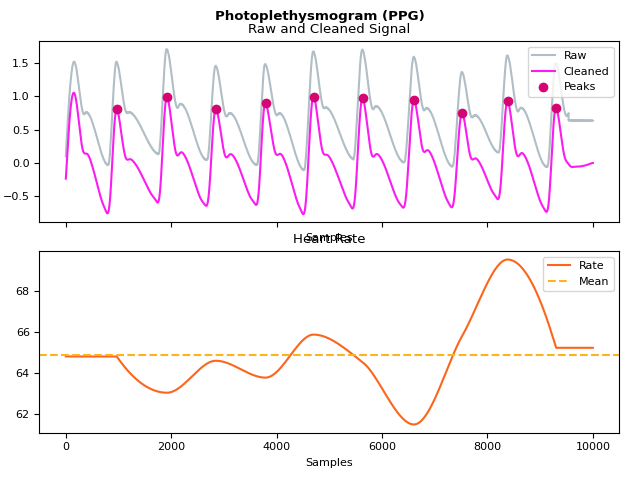 Photoplethysmogram (PPG)
Raw and Cleaned Signal
1.5
1.0
0.5
0.0
−0.5
Raw
Cleaned
Peaks
Samples
Heart Rate
68
66
64
62
Rate
Mean
0
2000
4000
6000
8000
10000
Samples